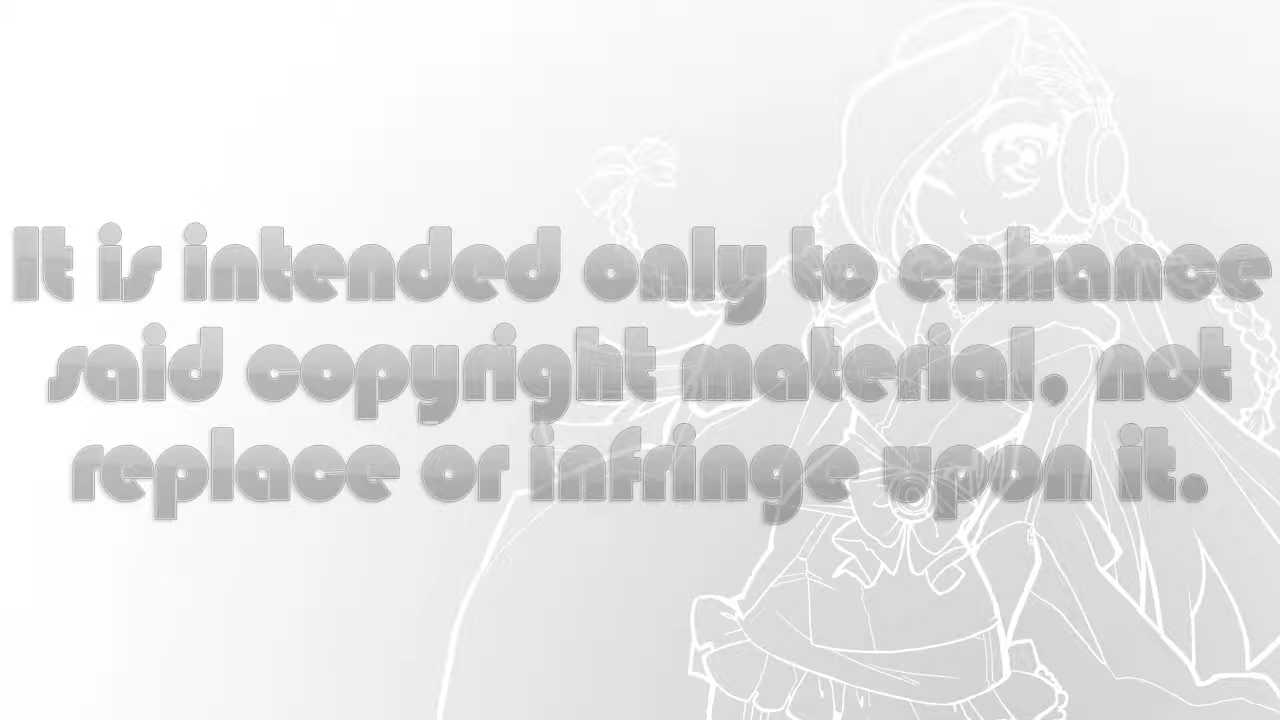 It is intended only to enhance
said copyright material, not
replace or infringe upon it.